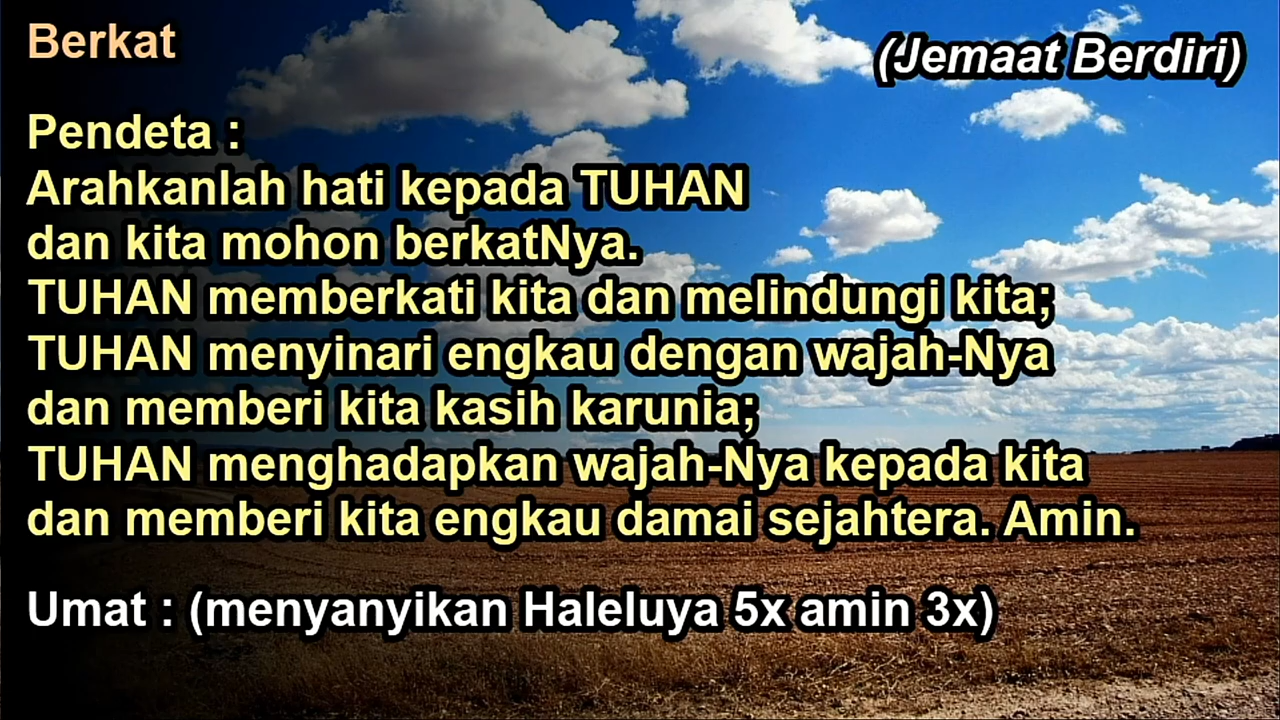 Berkat
(Jemaat Berdiri)
Pendeta :
Arahkanlah hati kepada TUHAN
dan kita mohon berkatNya.
TUHAN memberkati kita dan melindungi kita;
TUHAN menyinari engkau dengan wajah-Nya
dan memberi kita kasih karunia;
TUHAN menghadapkan wajah-Nya kepada kita
dan memberi kita engkau damai sejahtera. Amin.
Umat : (menyanyikan Haleluya 5x amin 3x)